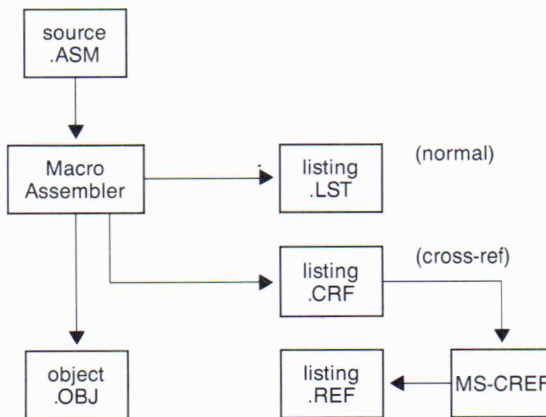 source
.ASM
Macro
Assembler
listing
.LST
(normal)
listing
.CRF
(cross-ref)
object
.OBJ
listing
.REF
MS-CREF